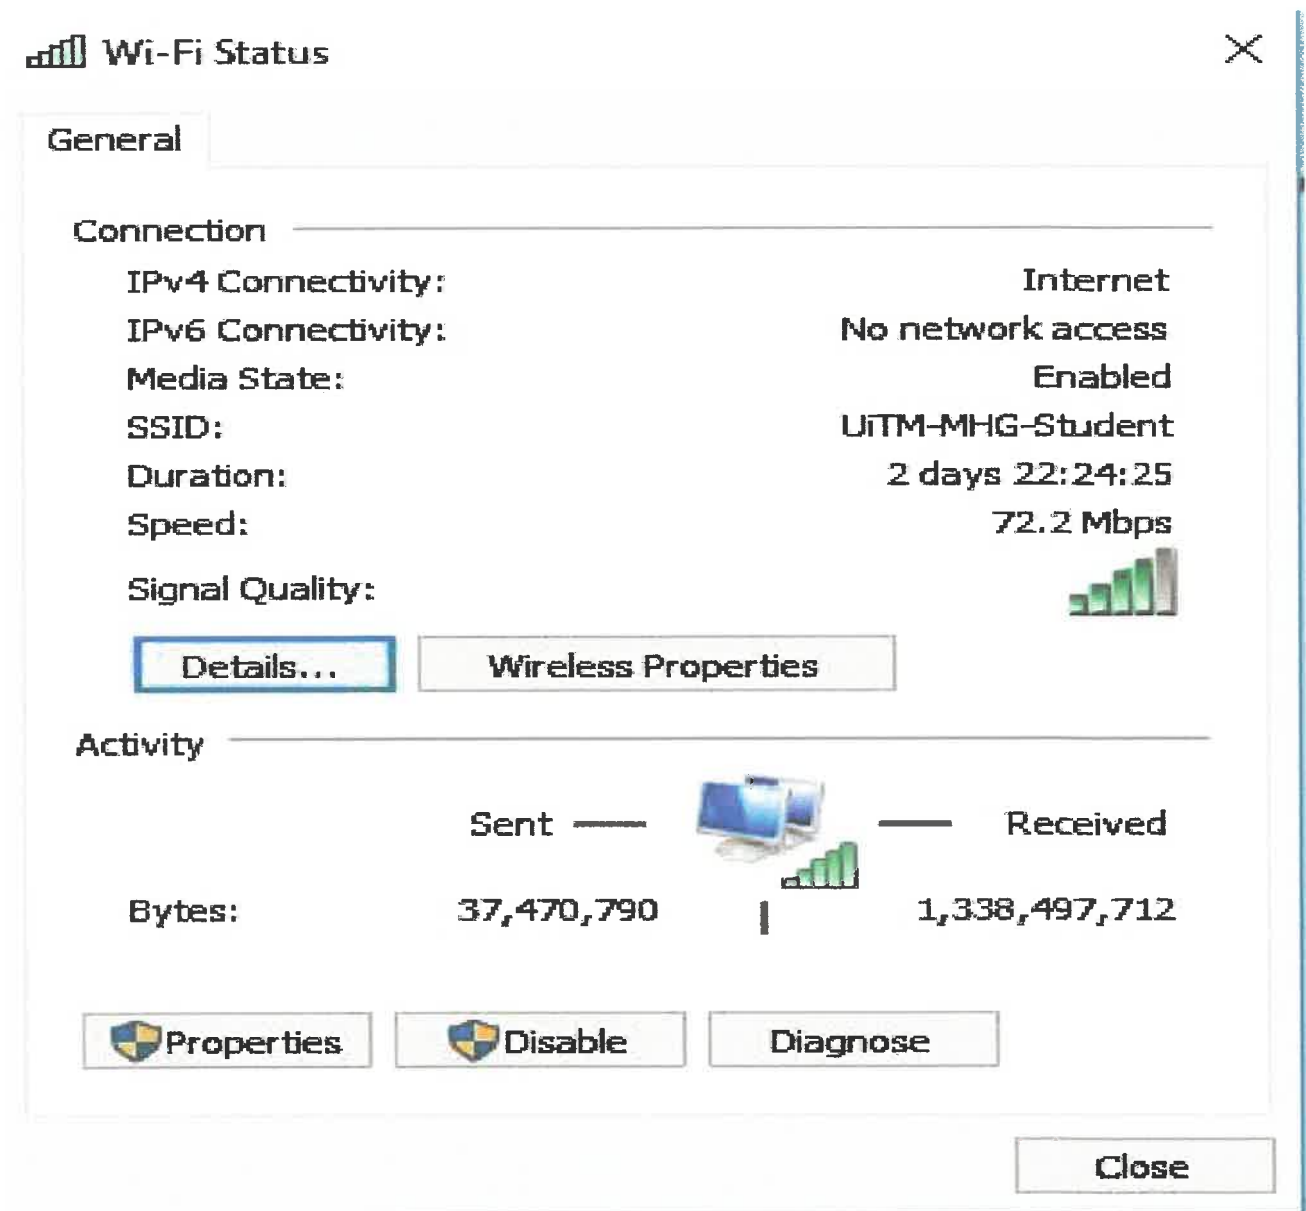 Wi-Fi Status
General
Connection
IPv4 Connectivity: Internet
IPv6 Connectivity: No network access
Media State: Enabled
SSID: UiTM-MHG-Student
Duration: 2 days 22:24:25
Speed: 72.2 Mbps
Signal Quality:
Details... Wireless Properties
Activity
Sent Received
Bytes: 37,470,790 1,338,497,712
Properties Disable Diagnose
Close